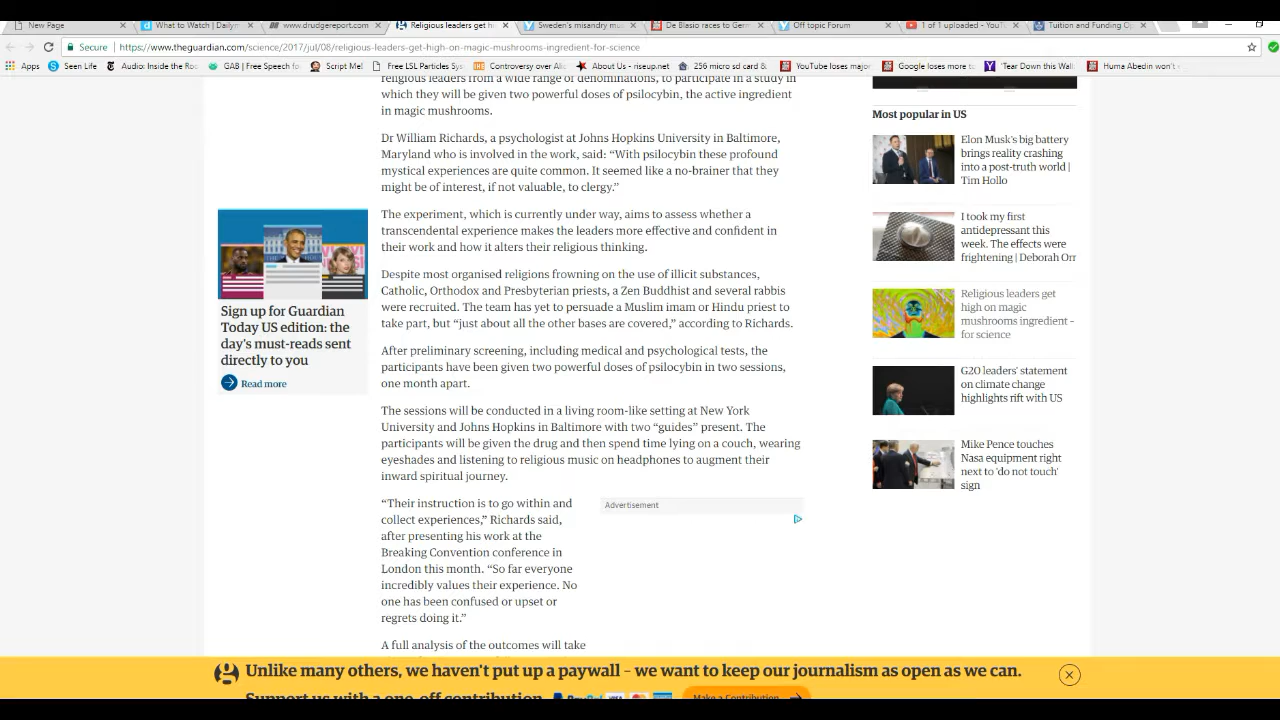 New Page
What to Watch | Dailym
www.drudgereport.com
Religious leaders get hi
Sweden's misandry mu
De Blasio races to Germ
Off topic Forum
1 of 1 uploaded - YouTu
Tuition and Funding Op
Secure
https://www.theguardian.com/science/2017/jul/08/religious-leaders-get-high-on-magic-mushrooms-ingredient-for-science
Apps
Seen Life
Audio: Inside the Ro
GAB | Free Speech fo
Script Mel
Free LSL Particles Sys
Controversy over Ali
About Us - riseup.net
256 micro sd card &
YouTube loses major
Google loses more to
'Tear Down this Wall
Huma Abedin won't
religious leaders from a wide range of denominations, to participate in a study in
which they will be given two powerful doses of psilocybin, the active ingredient
in magic mushrooms.
Dr William Richards, a psychologist at Johns Hopkins University in Baltimore,
Maryland who is involved in the work, said: “With psilocybin these profound
mystical experiences are quite common. It seemed like a no-brainer that they
might be of interest, if not valuable, to clergy.”
The experiment, which is currently under way, aims to assess whether a
transcendental experience makes the leaders more effective and confident in
their work and how it alters their religious thinking.
Despite most organised religions frowning on the use of illicit substances,
Catholic, Orthodox and Presbyterian priests, a Zen Buddhist and several rabbis
were recruited. The team has yet to persuade a Muslim imam or Hindu priest to
take part, but “just about all the other bases are covered,” according to Richards.
After preliminary screening, including medical and psychological tests, the
participants have been given two powerful doses of psilocybin in two sessions,
one month apart.
The sessions will be conducted in a living room-like setting at New York
University and Johns Hopkins in Baltimore with two “guides” present. The
participants will be given the drug and then spend time lying on a couch, wearing
eyeshades and listening to religious music on headphones to augment their
inward spiritual journey.
“Their instruction is to go within and
collect experiences,” Richards said,
after presenting his work at the
Breaking Convention conference in
London this month. “So far everyone
incredibly values their experience. No
one has been confused or upset or
regrets doing it.”
A full analysis of the outcomes will take
Sign up for Guardian
Today US edition: the
day's must-reads sent
directly to you
Read more
Advertisement
Most popular in US
Elon Musk's big battery
brings reality crashing
into a post-truth world |
Tim Hollo
I took my first
antidepressant this
week. The effects were
frightening | Deborah Orr
Religious leaders get
high on magic
mushrooms ingredient –
for science
G20 leaders' statement
on climate change
highlights rift with US
Mike Pence touches
Nasa equipment right
next to 'do not touch'
sign
Unlike many others, we haven't put up a paywall – we want to keep our journalism as open as we can.
Support us with a one-off contribution
PayPal
VISA
Make a Contribution